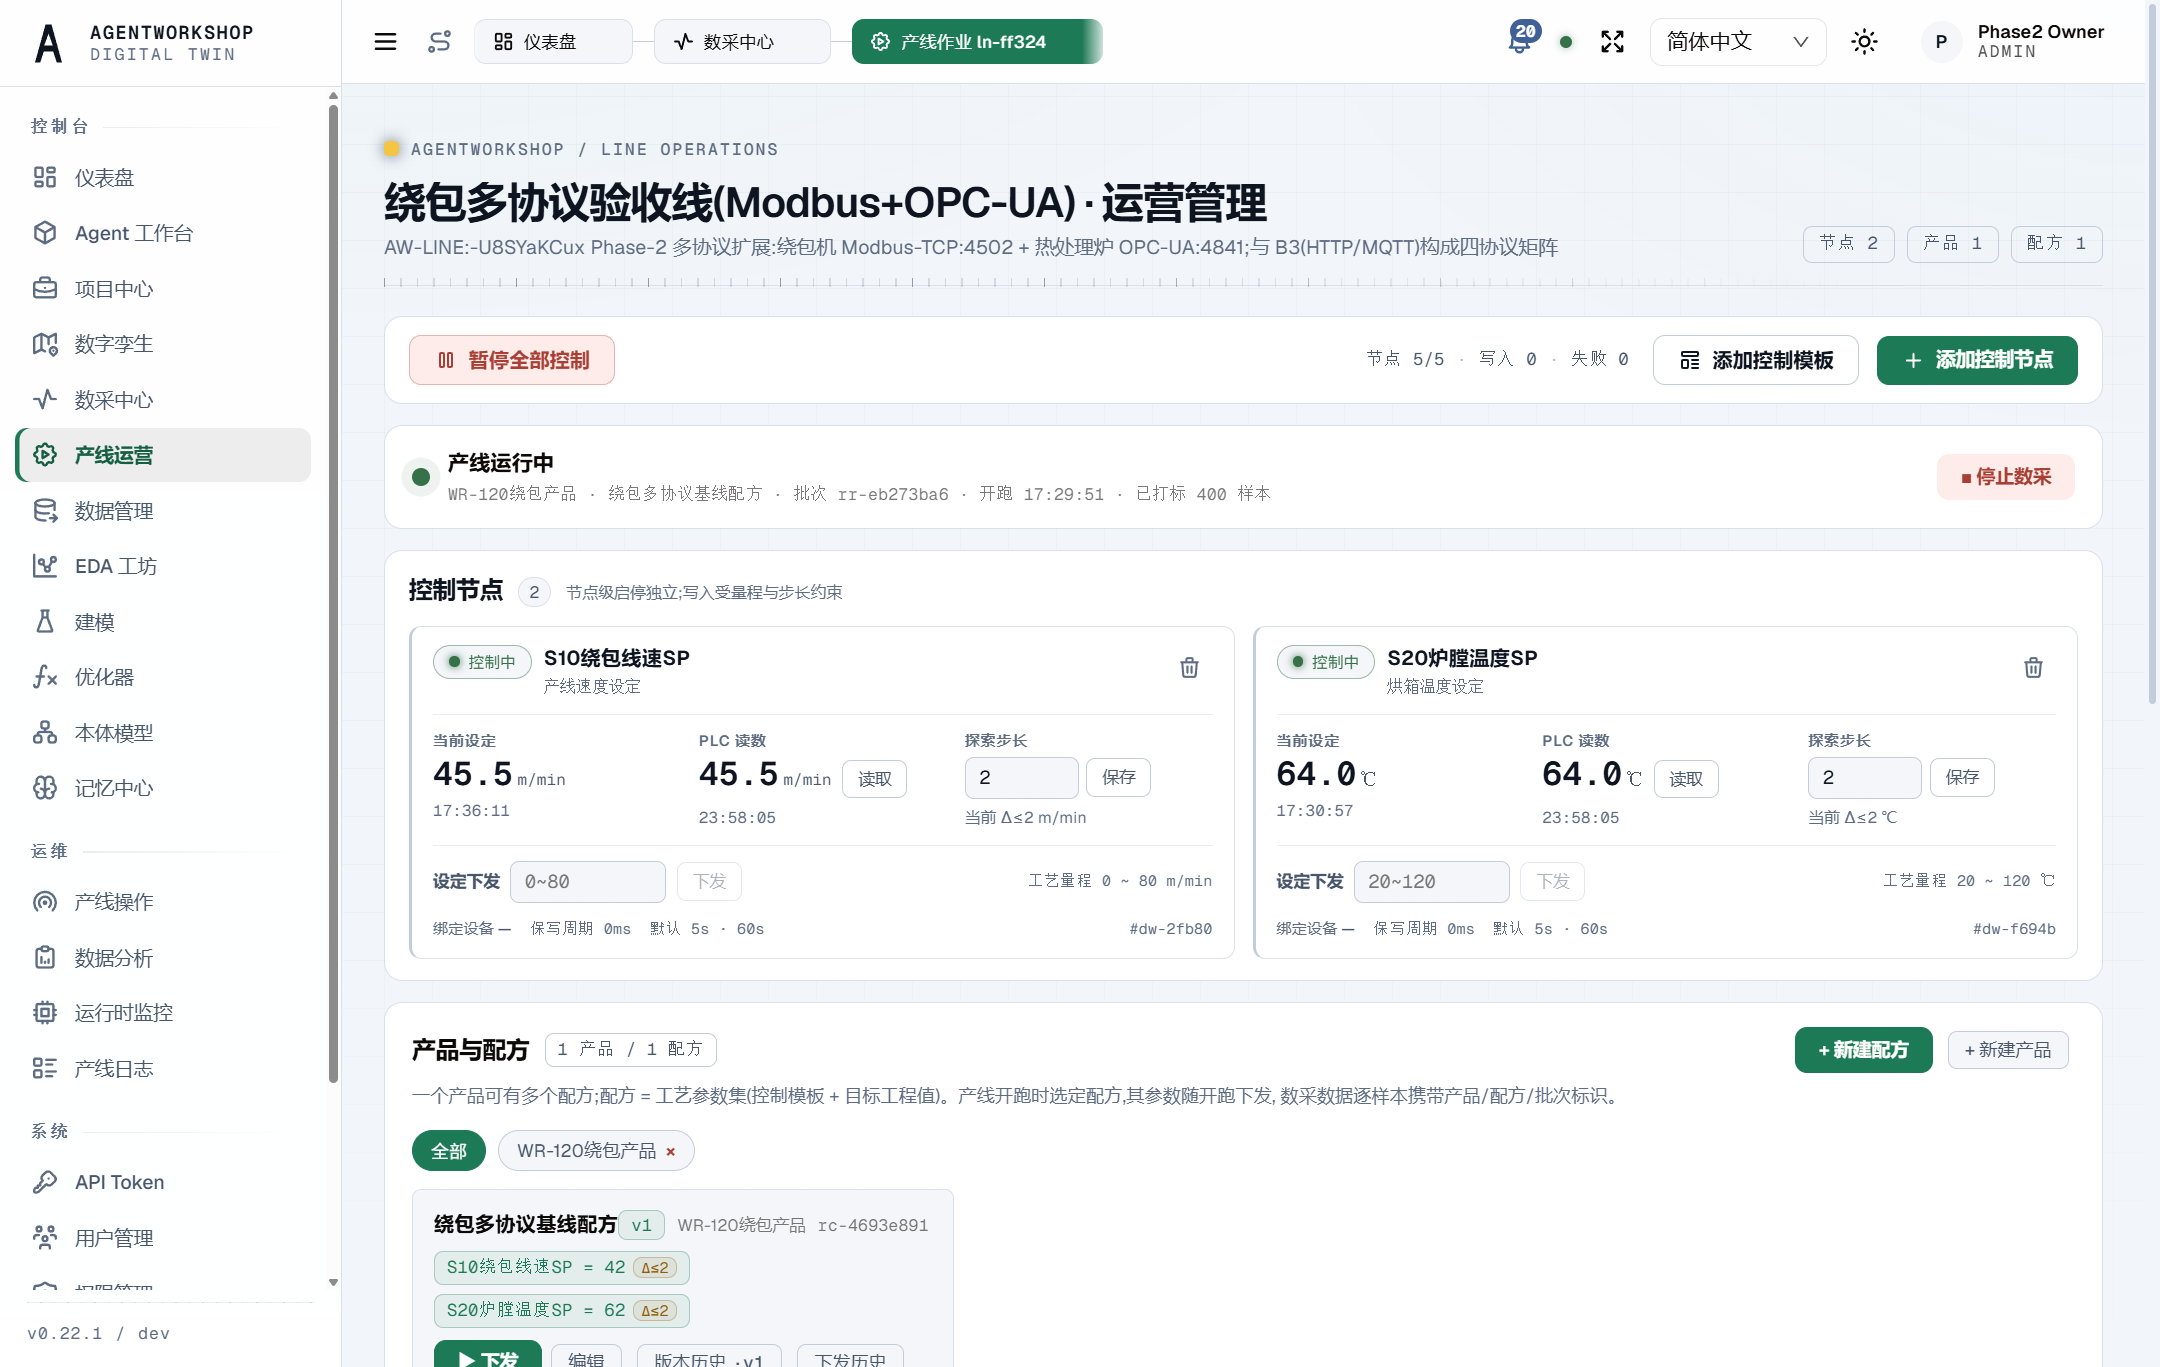 AGENTWORKSHOP
DIGITAL TWIN
控制台
仪表盘
Agent 工作台
项目中心
数字孪生
数采中心
产线运营
数据管理
EDA 工坊
建模
优化器
本体模型
记忆中心
运维
产线操作
数据分析
运行时监控
产线日志
系统
API Token
用户管理
权限管理
v0.22.1 / dev
仪表盘
数采中心
产线作业 ln-ff324
20
简体中文
P
Phase2 Owner
ADMIN
AGENTWORKSHOP / LINE OPERATIONS
绕包多协议验收线(Modbus+OPC-UA) · 运营管理
AW-LINE:-U8SYaKCux Phase-2 多协议扩展:绕包机 Modbus-TCP:4502 + 热处理炉 OPC-UA:4841;与 B3(HTTP/MQTT)构成四协议矩阵
节点 2
产品 1
配方 1
暂停全部控制
节点 5/5 · 写入 0 · 失败 0
添加控制模板
+ 添加控制节点
产线运行中
WR-120绕包产品 · 绕包多协议基线配方 · 批次 rr-eb273ba6 · 开跑 17:29:51 · 已打标 400 样本
■ 停止数采
控制节点 2 节点级启停独立;写入受量程与步长约束
控制中
S10绕包线速SP
产线速度设定
当前设定
45.5 m/min
17:36:11
PLC 读数
45.5 m/min
读取
23:58:05
探索步长
2
保存
当前 Δ≤2 m/min
设定下发
0~80
下发
工艺量程 0 ~ 80 m/min
绑定设备 — 保写周期 0ms 默认 5s · 60s
#dw-2fb80
控制中
S20炉膛温度SP
烘箱温度设定
当前设定
64.0 ℃
17:30:57
PLC 读数
64.0 ℃
读取
23:58:05
探索步长
2
保存
当前 Δ≤2 ℃
设定下发
20~120
下发
工艺量程 20 ~ 120 ℃
绑定设备 — 保写周期 0ms 默认 5s · 60s
#dw-f694b
产品与配方
1 产品 / 1 配方
+ 新建配方
+ 新建产品
一个产品可有多个配方;配方 = 工艺参数集(控制模板 + 目标工程值)。产线开跑时选定配方,其参数随开跑下发, 数采数据逐样本携带产品/配方/批次标识。
全部
WR-120绕包产品 ×
绕包多协议基线配方 v1 WR-120绕包产品 rc-4693e891
S10绕包线速SP = 42 Δ≤2
S20炉膛温度SP = 62 Δ≤2
▶ 下发
编辑
版本历史 · v1
下发历史